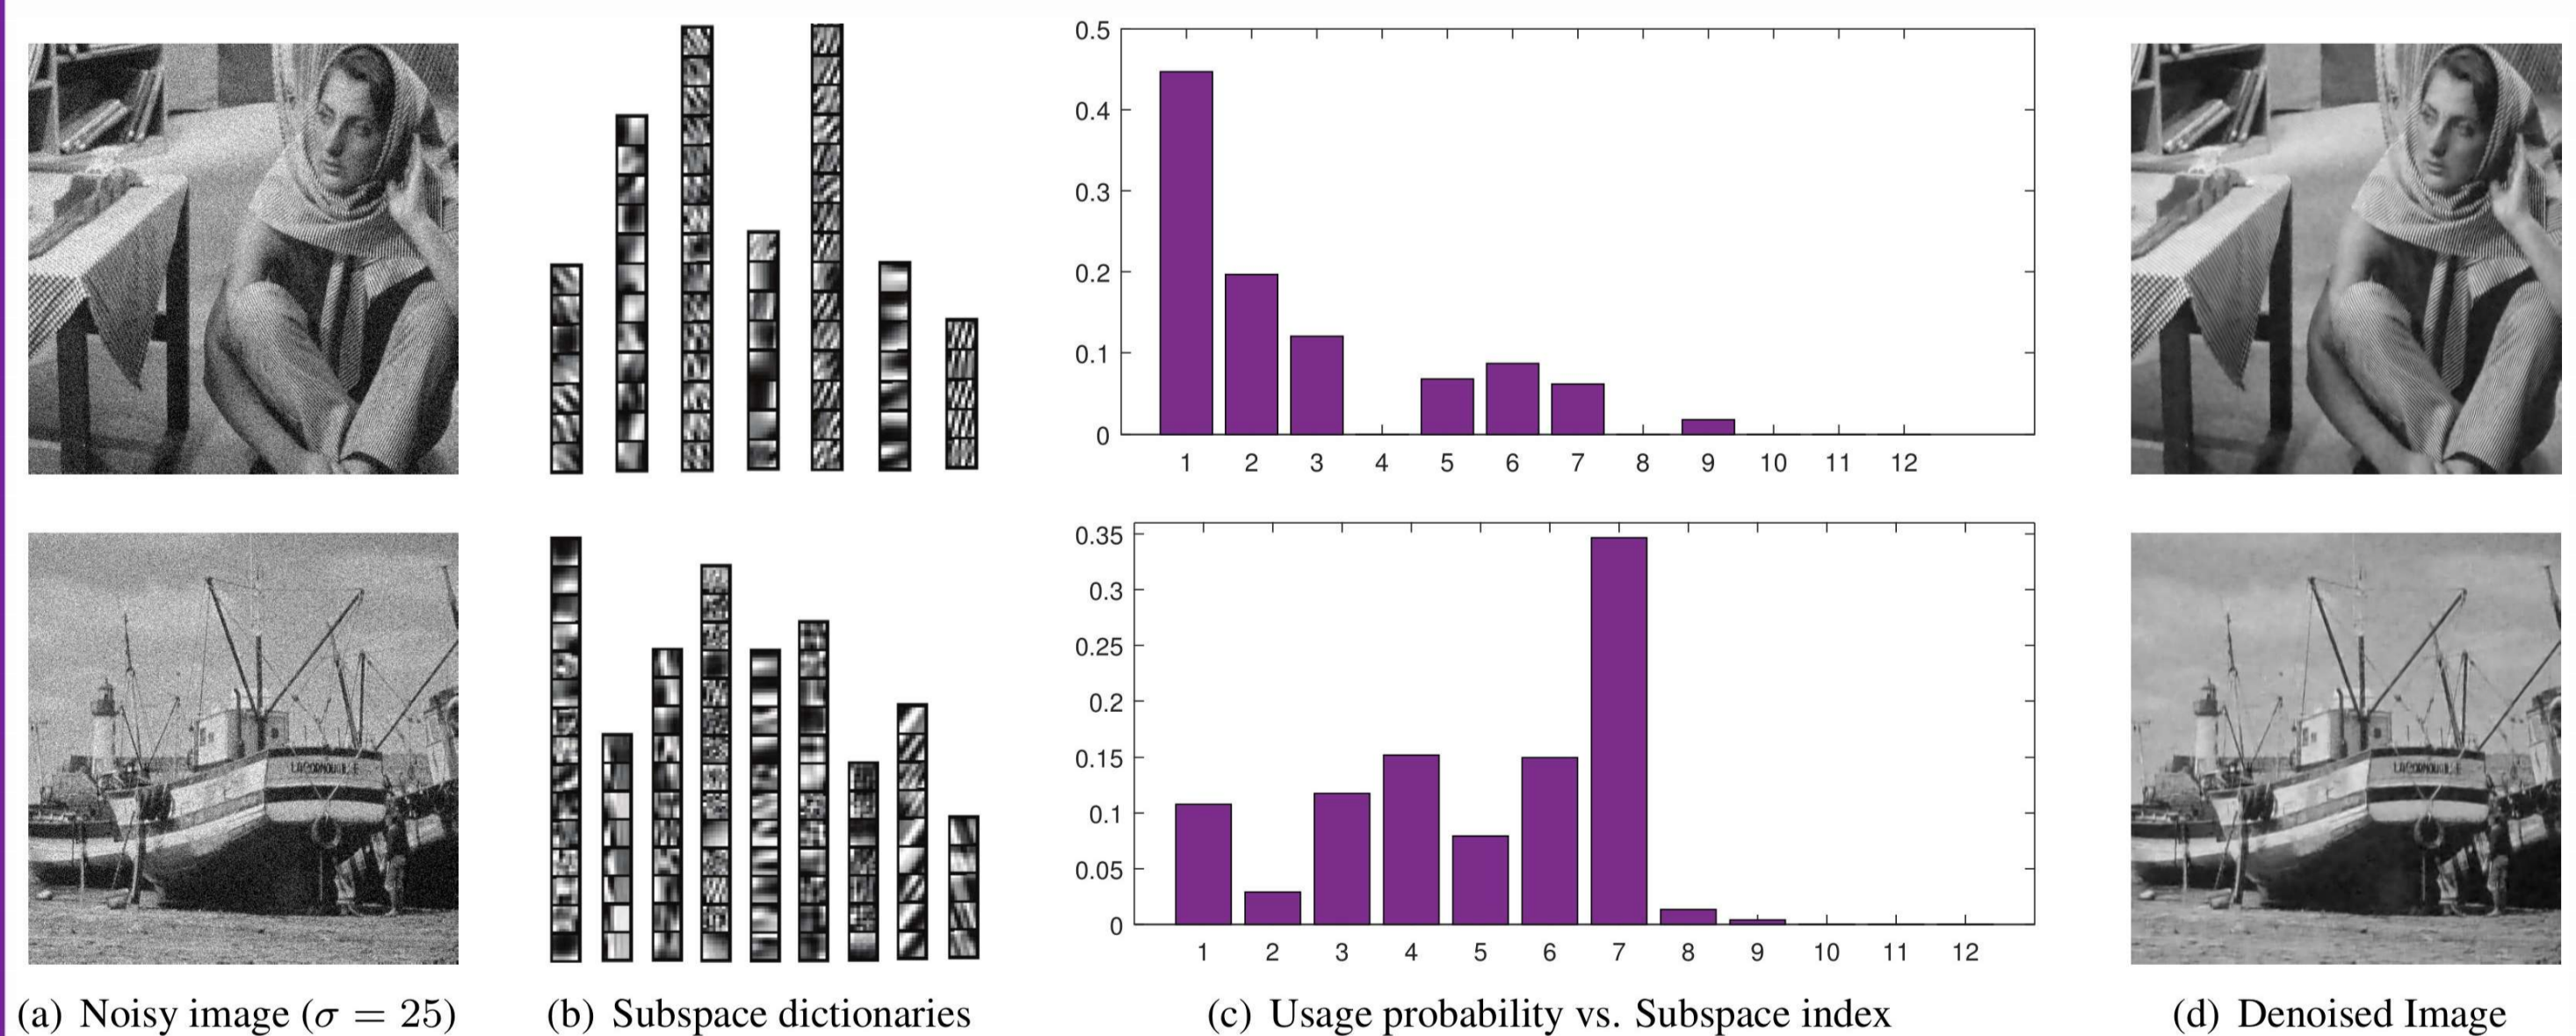 0.5
0.4
0.3
0.2
0.1
0
1 2 3 4 5 6 7 8 9 10 11 12
0.35
0.3
0.25
0.2
0.15
0.1
0.05
0
1 2 3 4 5 6 7 8 9 10 11 12
(a) Noisy image (σ = 25)
(b) Subspace dictionaries
(c) Usage probability vs. Subspace index
(d) Denoised Image